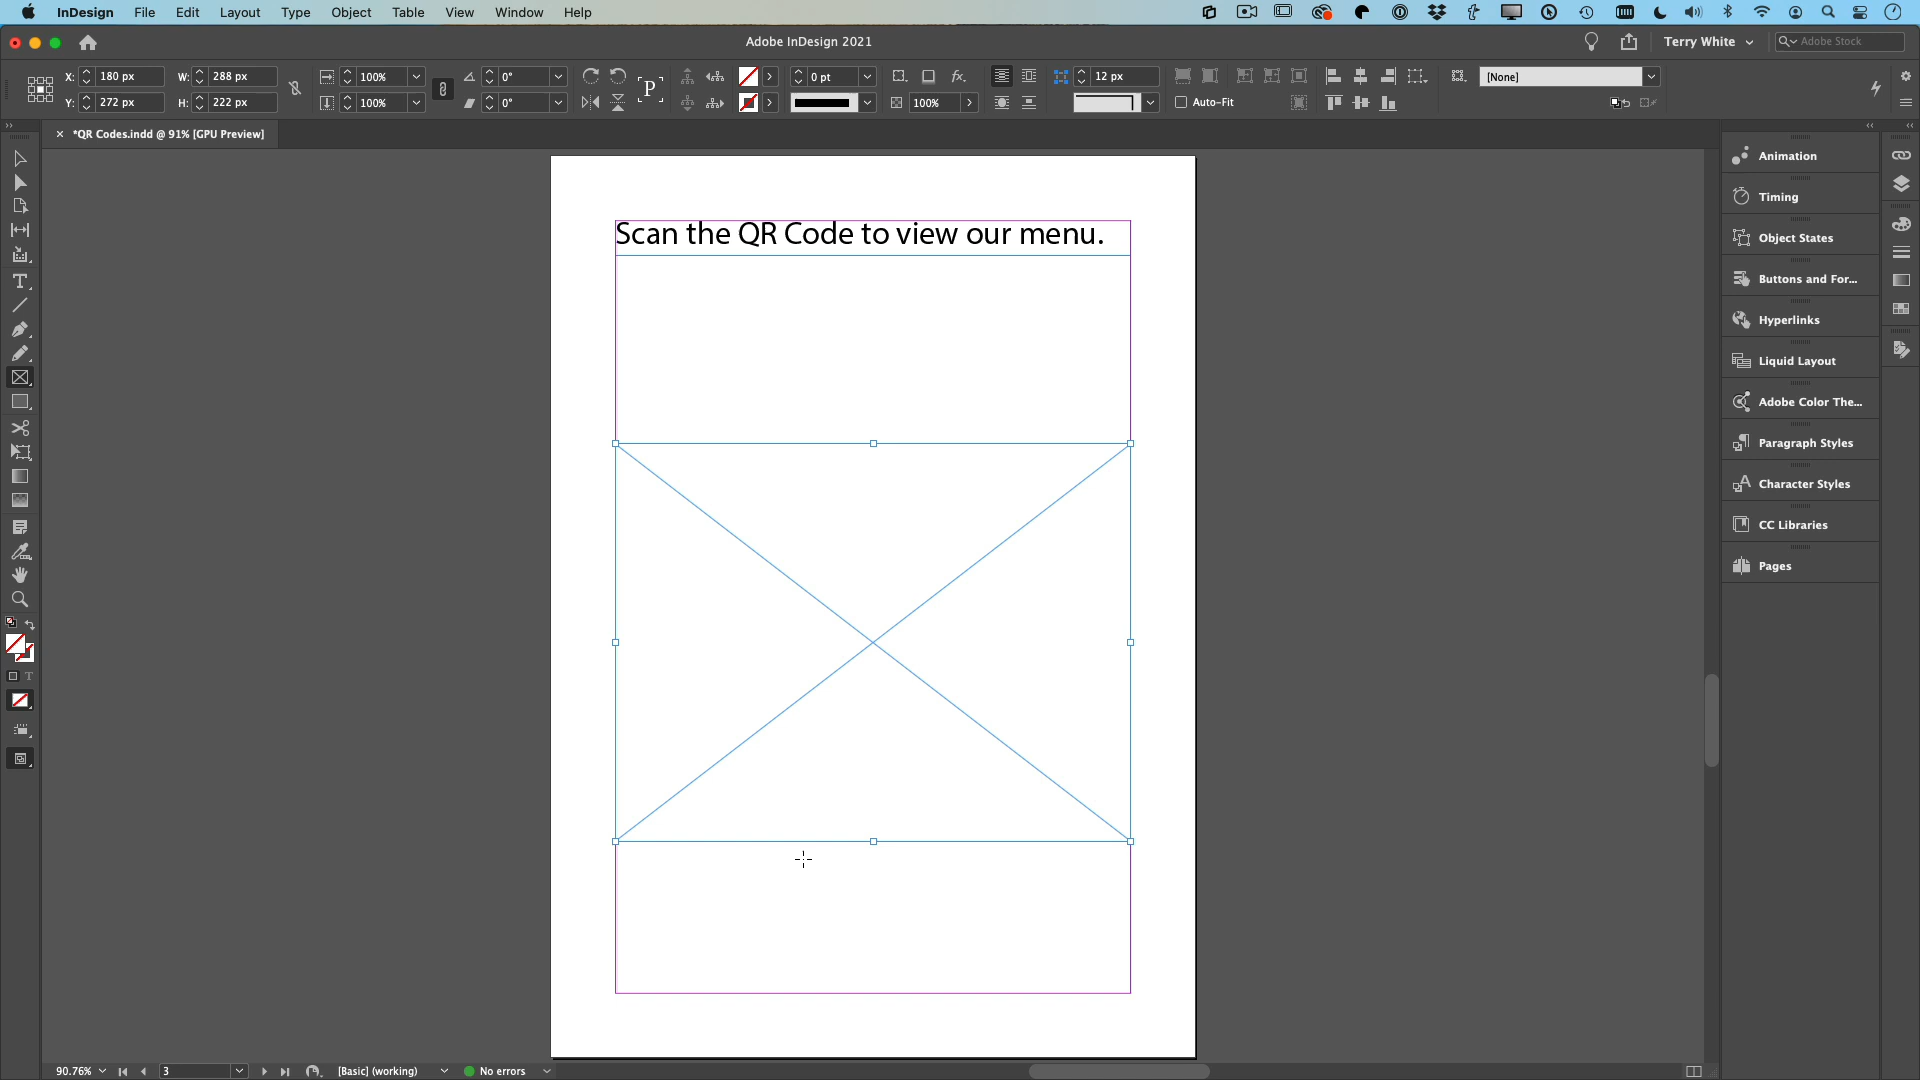 InDesign File Edit Layout Type Object Table View Window Help
Adobe InDesign 2021
Terry White
Adobe Stock
X: 180 px W: 288 px 100% 0° 0 pt 12 px [None]
Y: 272 px H: 222 px 100% 0° 100% Auto-Fit
P
*QR Codes.indd @ 91% [GPU Preview]
Scan the QR Code to view our menu.
Animation
Timing
Object States
Buttons and For...
Hyperlinks
Liquid Layout
Adobe Color The...
Paragraph Styles
Character Styles
CC Libraries
Pages
90.76% 3 [Basic] (working) No errors